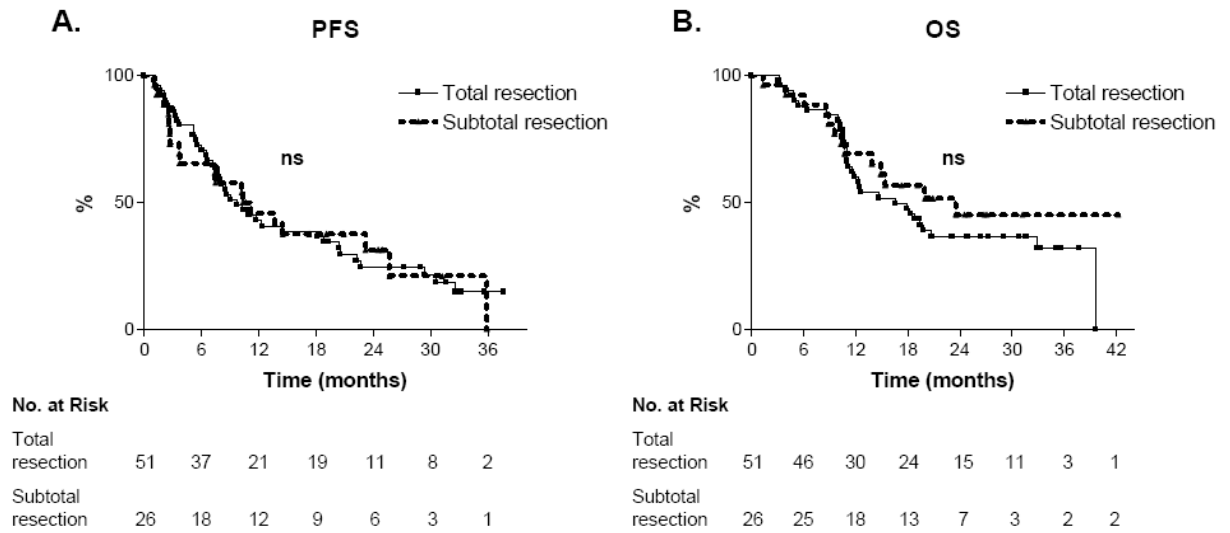 A.
PFS
100
50
0
%
Total resection
Subtotal resection
ns
0 6 12 18 24 30 36
Time (months)
No. at Risk
Total
resection 51 37 21 19 11 8 2
Subtotal
resection 26 18 12 9 6 3 1
B.
OS
100
50
0
%
Total resection
Subtotal resection
ns
0 6 12 18 24 30 36 42
Time (months)
No. at Risk
Total
resection 51 46 30 24 15 11 3 1
Subtotal
resection 26 25 18 13 7 3 2 2